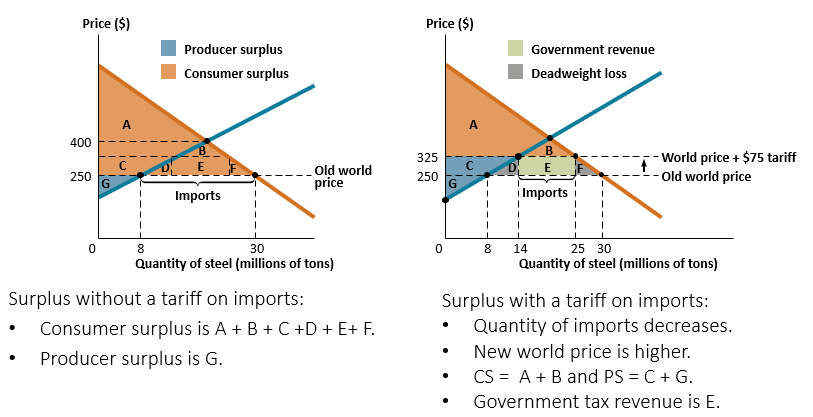 Price ($)
Producer surplus
Consumer surplus
A
400
B
C
D
E
F
250
G
Old world
price
Imports
0
8
30
Quantity of steel (millions of tons)
Surplus without a tariff on imports:
• Consumer surplus is A + B + C +D + E+ F.
• Producer surplus is G.
Price ($)
Government revenue
Deadweight loss
A
B
325
World price + $75 tariff
C
D
E
F
250
Old world price
G
Imports
0
8
14
25
30
Quantity of steel (millions of tons)
Surplus with a tariff on imports:
• Quantity of imports decreases.
• New world price is higher.
• CS = A + B and PS = C + G.
• Government tax revenue is E.